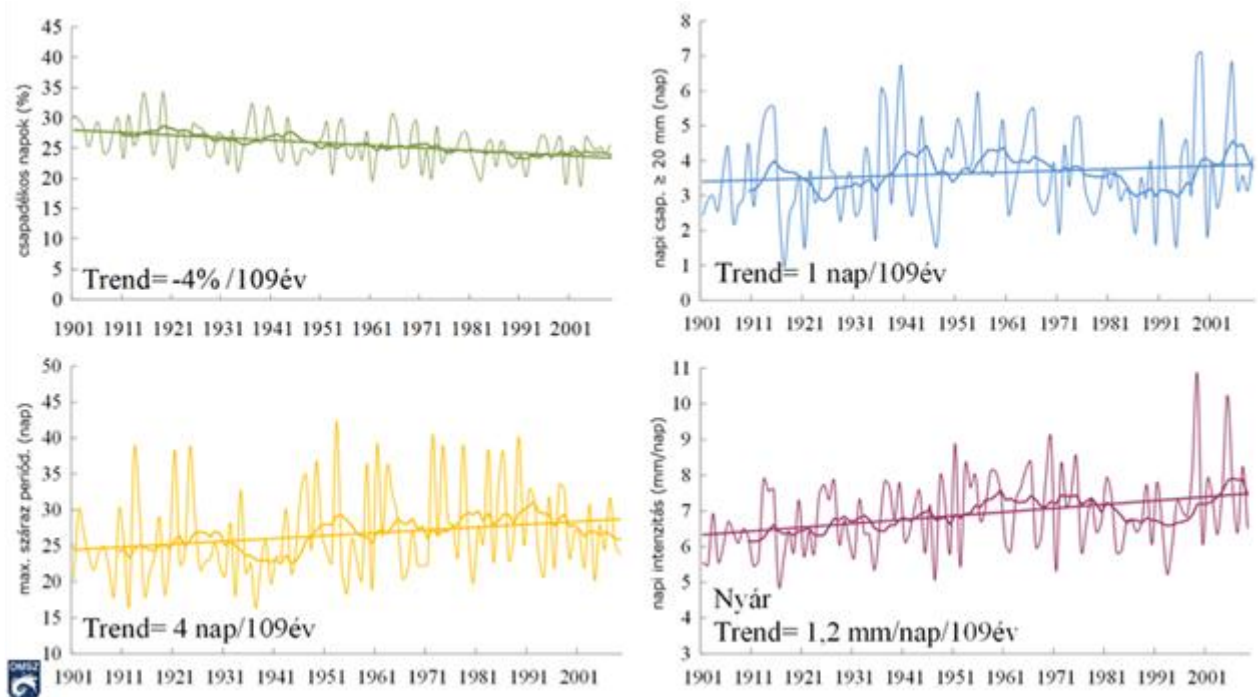 csapadékos napok (%)
45
40
35
30
25
20
15
10
5
0
Trend= -4% /109év
1901 1911 1921 1931 1941 1951 1961 1971 1981 1991 2001
napi csap. ≥ 20 mm (nap)
8
7
6
5
4
3
2
1
0
Trend= 1 nap/109év
1901 1911 1921 1931 1941 1951 1961 1971 1981 1991 2001
max. száraz periód. (nap)
50
45
40
35
30
25
20
15
10
Trend= 4 nap/109év
1901 1911 1921 1931 1941 1951 1961 1971 1981 1991 2001
napi intenzitás (mm/nap)
11
10
9
8
7
6
5
4
3
Nyár
Trend= 1,2 mm/nap/109év
1901 1911 1921 1931 1941 1951 1961 1971 1981 1991 2001
OMSZ